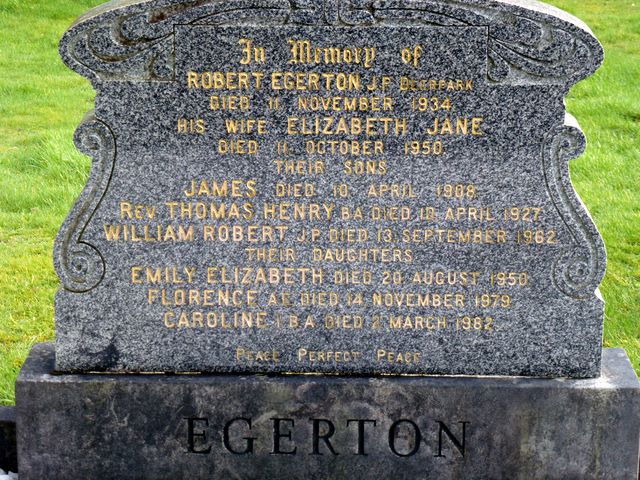 In Memory of
ROBERT EGERTON J.P. DEERPARK
DIED 11 NOVEMBER 1934
HIS WIFE ELIZABETH JANE
DIED 11 OCTOBER 1950
THEIR SONS
JAMES DIED 10 APRIL 1908
REV THOMAS HENRY BA DIED 10 APRIL 1927
WILLIAM ROBERT J.P. DIED 13 SEPTEMBER 1962
THEIR DAUGHTERS
EMILY ELIZABETH DIED 20 AUGUST 1950
FLORENCE A.E. DIED 14 NOVEMBER 1979
CAROLINE I B.A. DIED 2 MARCH 1982
PEACE PERFECT PEACE
EGERTON